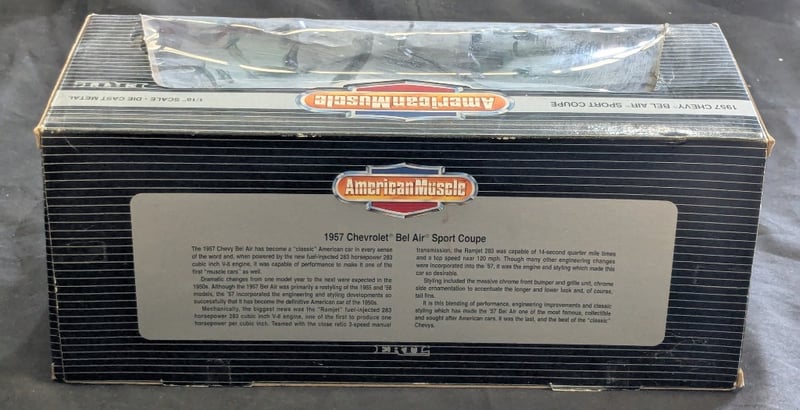 ERTL
1/18TH SCALE - DIE CAST METAL
AmericanMuscle
1957 CHEVY® BEL AIR® SPORT COUPE
AmericanMuscle
1957 Chevrolet® Bel Air® Sport Coupe
The 1957 Chevy Bel Air has become a "classic" American car in every sense
of the word and, when powered by the new fuel-injected 283 horsepower 283
cubic inch V-8 engine, it was capable of performance to make it one of the
first "muscle cars" as well.
Dramatic changes from one model year to the next were expected in the
1950s. Although the 1957 Bel Air was primarily a restyling of the 1955 and '56
models, the '57 incorporated the engineering and styling developments so
successfully that it has become the definitive American car of the 1950s.
Mechanically, the biggest news was the "Ramjet" fuel-injected 283
horsepower 283 cubic inch V-8 engine, one of the first to produce one
horsepower per cubic inch. Teamed with the close ratio 3-speed manual
transmission, the Ramjet 283 was capable of 14-second quarter mile times
and a top speed near 120 mph. Though many other engineering changes
were incorporated into the '57, it was the engine and styling which made this
car so desirable.
Styling included the massive chrome front bumper and grille unit, chrome
side ornamentation to accentuate the longer and lower look and, of course,
tail fins.
It is this blending of performance, engineering improvements and classic
styling which has made the '57 Bel Air one of the most famous, collectible
and sought after American cars. It was the last, and the best of the "classic"
Chevys.
ERTL